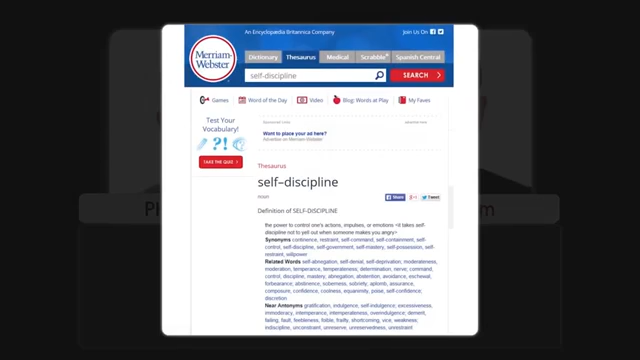 An Encyclopædia Britannica Company
Join Us On
Merriam-
Webster
Dictionary
Thesaurus
Medical
Scrabble
Spanish Central
self-discipline
SEARCH
Games
Word of the Day
Video
Blog: Words at Play
My Faves
Test Your
Vocabulary!
TAKE THE QUIZ
Want to place your ad here?
Advertise on Merriam-Webster
Thesaurus
self–discipline
noun
Share
Tweet
Definition of SELF-DISCIPLINE
the power to control one's actions, impulses, or emotions <it takes self-
discipline not to yell out when someone makes you angry>
Synonyms continence, restraint, self-command, self-containment, self-
control, self-discipline, self-government, self-mastery, self-possession, self-
restraint, willpower
Related Words self-abnegation, self-denial, self-deprivation, moderateness,
moderation, temperance, temperateness; determination, nerve; command,
control, discipline, mastery; abnegation, abstention, avoidance, eschewal,
forbearance; abstinence, soberness, sobriety; aplomb, assurance,
composure, confidence, coolness, equanimity, poise, self-confidence;
discretion
Near Antonyms gratification, indulgence, self-indulgence; excessiveness,
immoderacy, intemperance, intemperateness, overindulgence; demerit,
failing, fault, feebleness, foible, frailty, shortcoming, vice, weakness;
indiscipline, unconstraint, unreserve, unreservedness, unrestraint